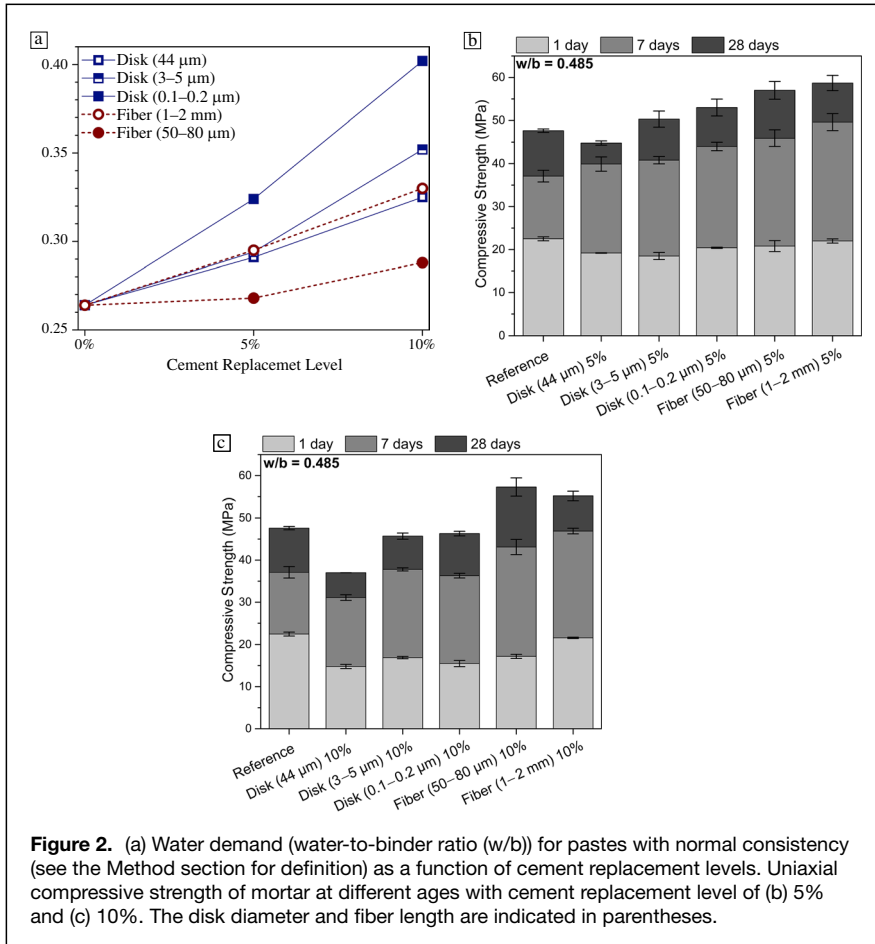 a
Disk (44 μm)
Disk (3–5 μm)
Disk (0.1–0.2 μm)
Fiber (1–2 mm)
Fiber (50–80 μm)
0.40
0.35
0.30
0.25
0% 5% 10%
Cement Replacemet Level
b
1 day 7 days 28 days
w/b = 0.485
Compressive Strength (MPa)
60
50
40
30
20
10
0
Reference
Disk (44 μm) 5%
Disk (3–5 μm) 5%
Disk (0.1–0.2 μm) 5%
Fiber (50–80 μm) 5%
Fiber (1–2 mm) 5%
c
1 day 7 days 28 days
w/b = 0.485
Compressive Strength (MPa)
60
50
40
30
20
10
0
Reference
Disk (44 μm) 10%
Disk (3–5 μm) 10%
Disk (0.1–0.2 μm) 10%
Fiber (50–80 μm) 10%
Fiber (1–2 mm) 10%
Figure 2. (a) Water demand (water-to-binder ratio (w/b)) for pastes with normal consistency
(see the Method section for definition) as a function of cement replacement levels. Uniaxial
compressive strength of mortar at different ages with cement replacement level of (b) 5%
and (c) 10%. The disk diameter and fiber length are indicated in parentheses.